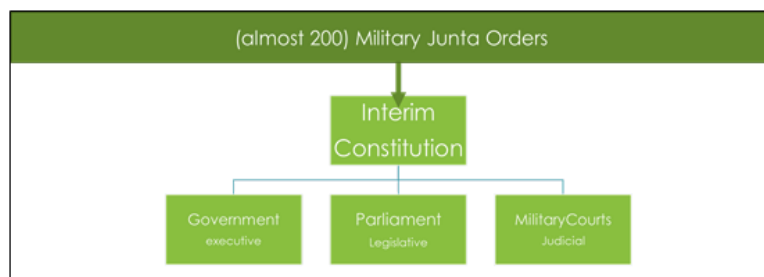 (almost 200) Military Junta Orders
Interim
Constitution
Government
executive
Parliament
Legislative
MilitaryCourts
Judicial